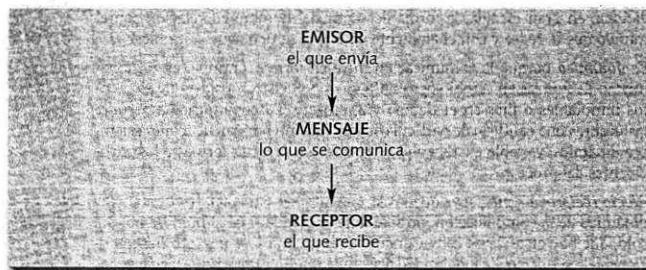 EMISOR
el que envía
MENSAJE
lo que se comunica
RECEPTOR
el que recibe